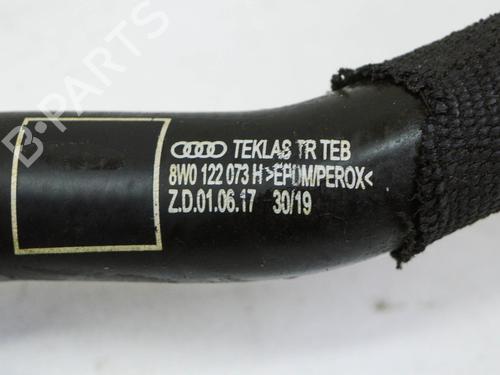 B-PARTS
TEKLAS TR TEB
8W0 122 073 H >EPDM/PEROX<
Z.D.01.06.17 30/19